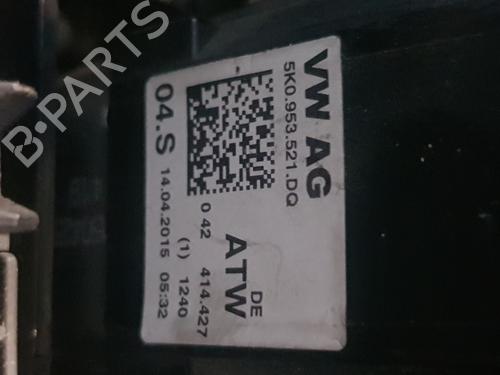 VW AG
5K0.953.521.DQ
DE
ATW
0 42 414.427
(1) 1240
04.S 14.04.2015 05:32
B-PARTS